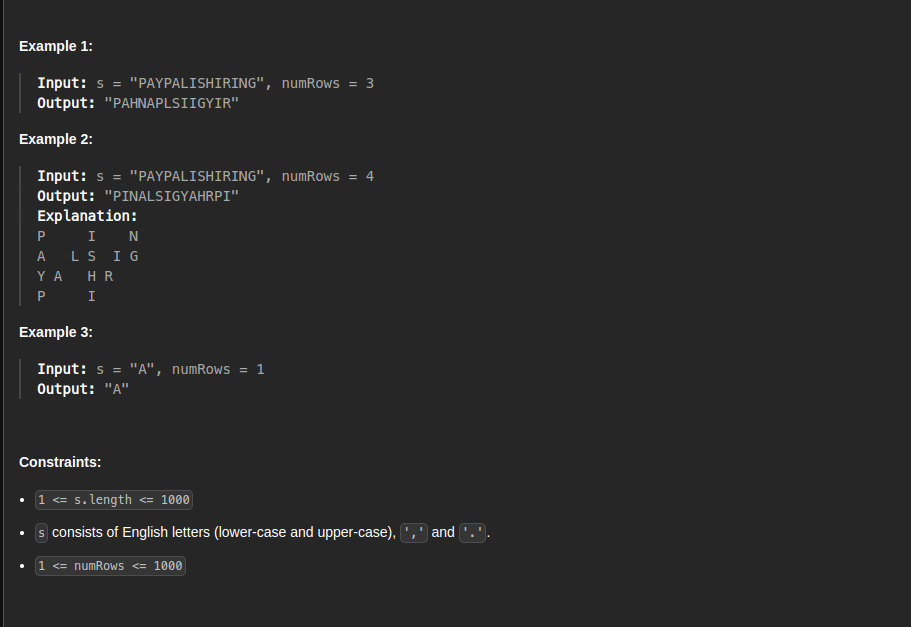 Example 1:
Input: s = "PAYPALISHIRING", numRows = 3
Output: "PAHNAPLSIIGYIR"
Example 2:
Input: s = "PAYPALISHIRING", numRows = 4
Output: "PINALSIGYAHRPI"
Explanation:
P     I    N
A   L S  I G
Y A   H R
P     I
Example 3:
Input: s = "A", numRows = 1
Output: "A"
Constraints:
• 1 <= s.length <= 1000
• s consists of English letters (lower-case and upper-case), ',' and '.'.
• 1 <= numRows <= 1000